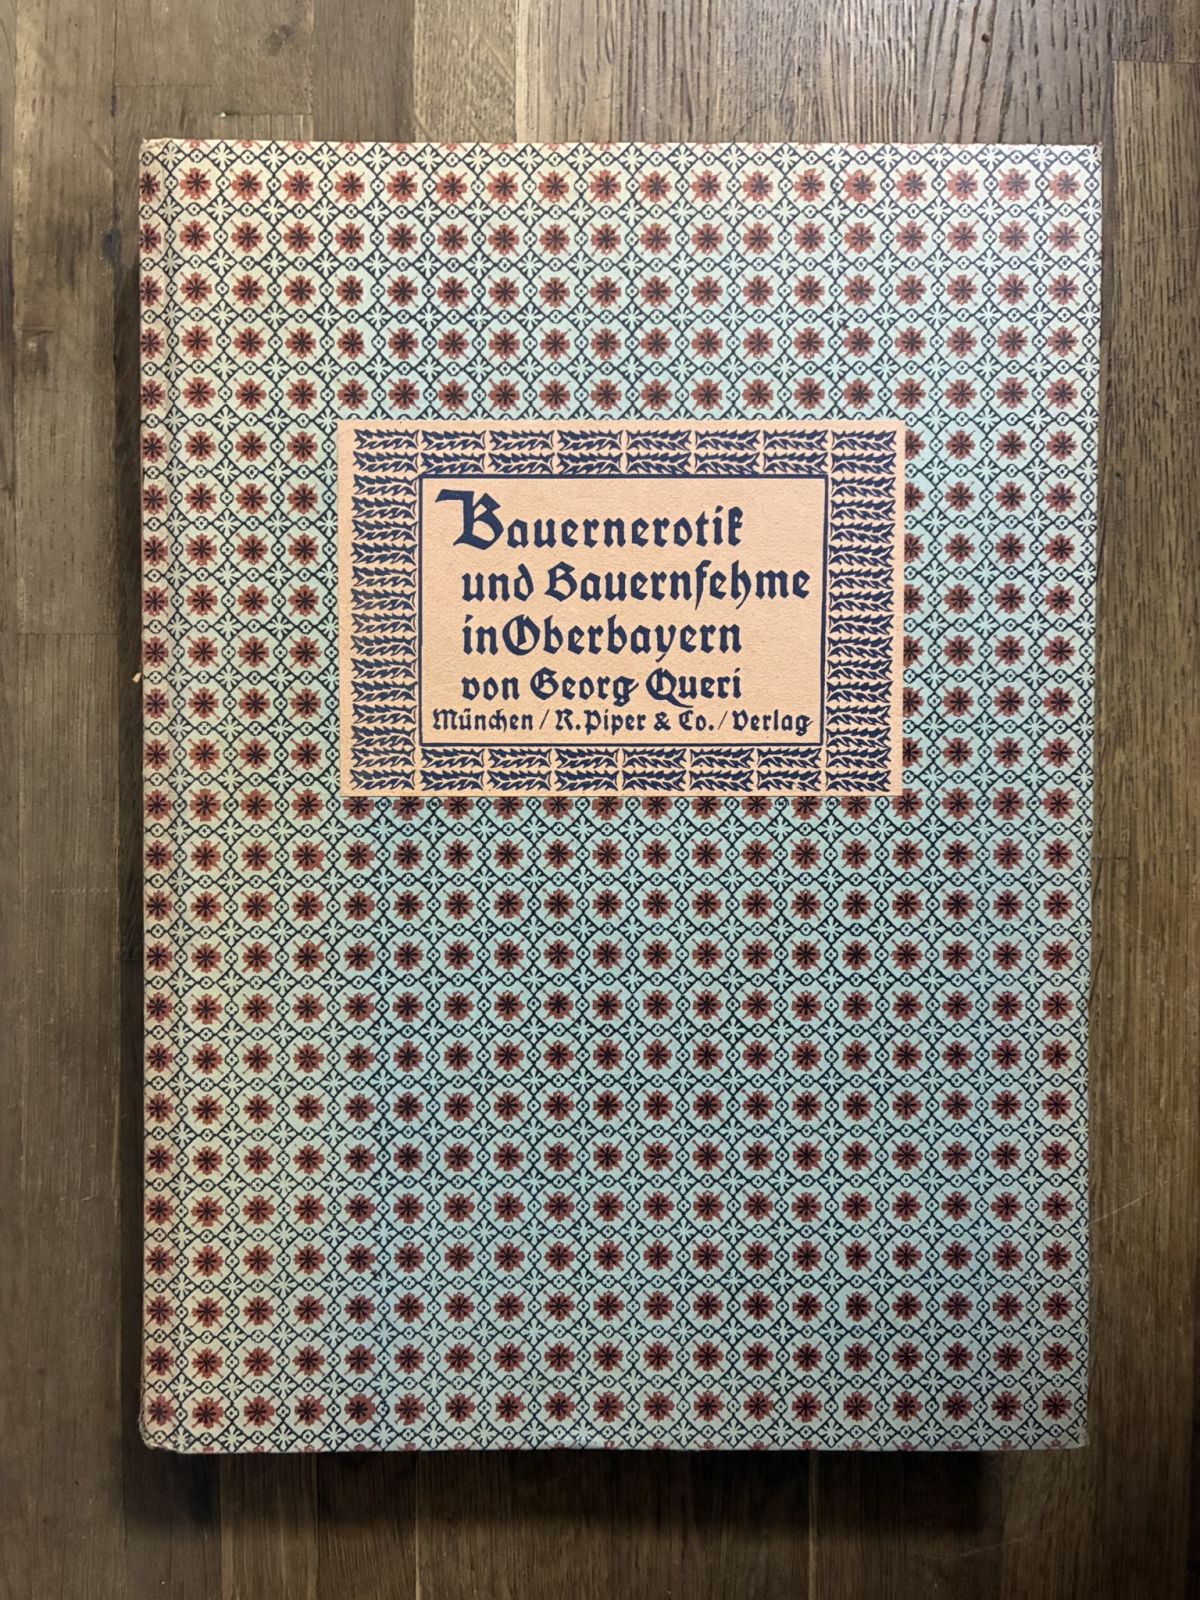 Bauernerotik
und Bauernfehme
in Oberbayern
von Georg Queri
München / R. Piper & Co. / Verlag